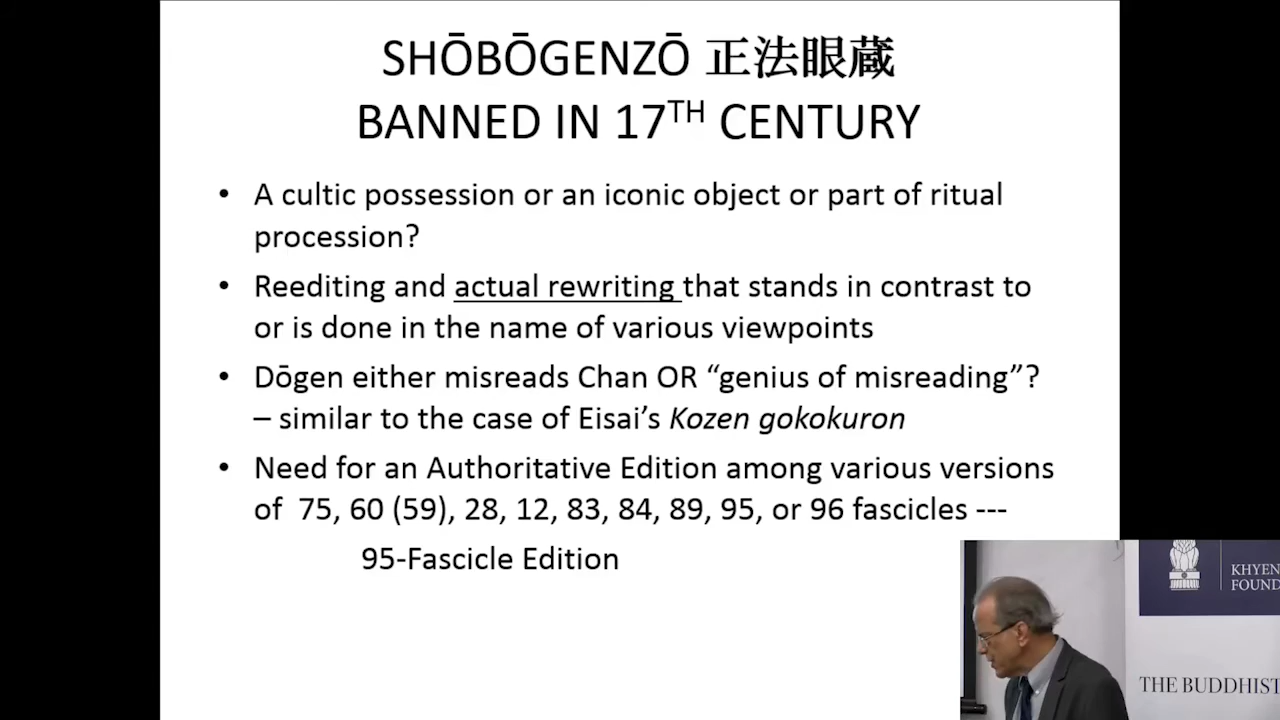 SHŌBŌGENZŌ 正法眼蔵
BANNED IN 17TH CENTURY
• A cultic possession or an iconic object or part of ritual
procession?
• Reediting and actual rewriting that stands in contrast to
or is done in the name of various viewpoints
• Dōgen either misreads Chan OR “genius of misreading”?
– similar to the case of Eisai’s Kozen gokokuron
• Need for an Authoritative Edition among various versions
of 75, 60 (59), 28, 12, 83, 84, 89, 95, or 96 fascicles ---
95-Fascicle Edition
KHYEN
FOUND
THE BUDDHIST